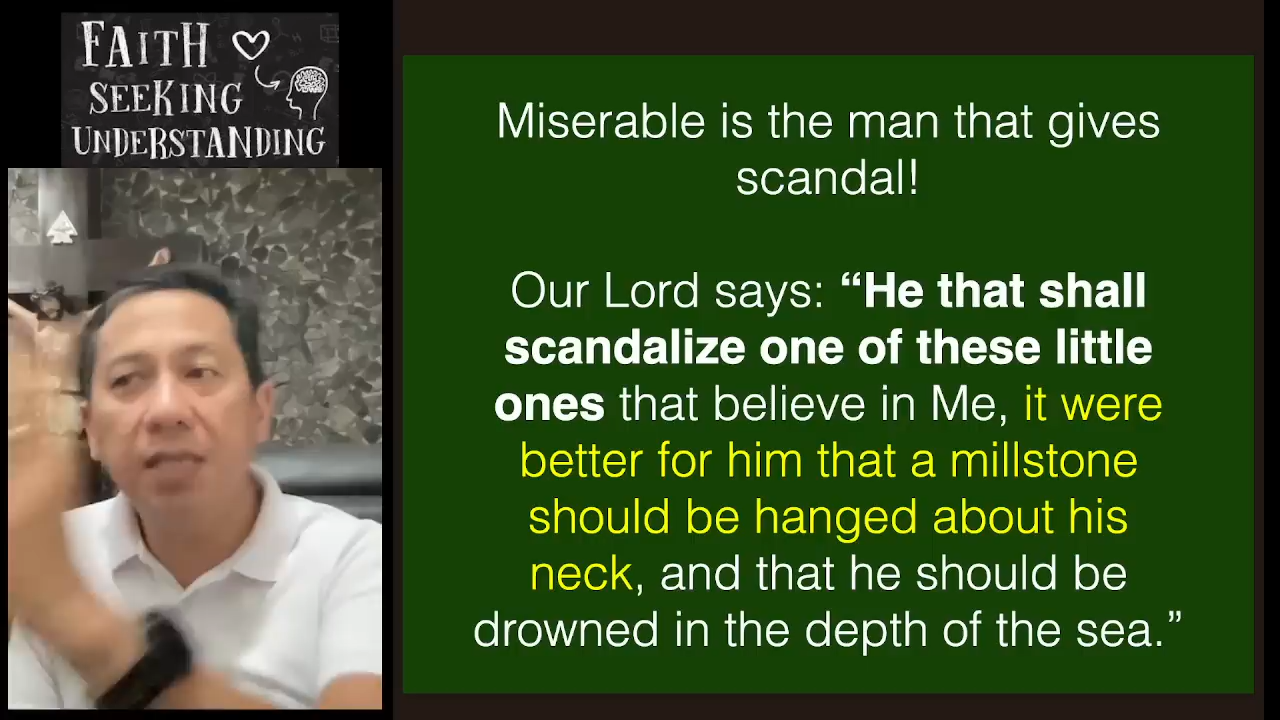 FAITH
SEEKING
UNDERSTANDING
Miserable is the man that gives
scandal!
Our Lord says: “He that shall
scandalize one of these little
ones that believe in Me, it were
better for him that a millstone
should be hanged about his
neck, and that he should be
drowned in the depth of the sea.”